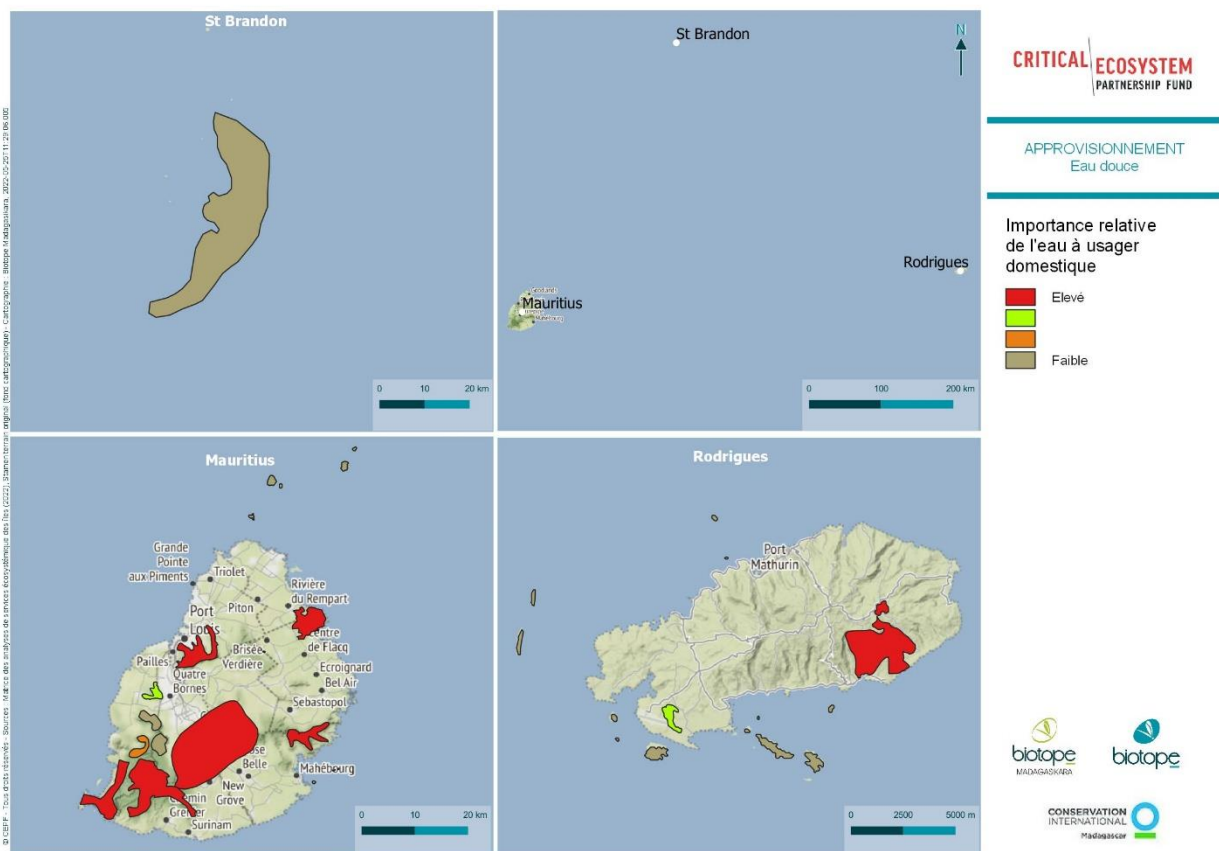 St Brandon
0 10 20 km
St Brandon
N
Rodrigues
Mauritius
0 100 200 km
CRITICAL ECOSYSTEM
PARTNERSHIP FUND
APPROVISIONNEMENT
Eau douce
Importance relative
de l'eau à usager
domestique
Elevé
Faible
Mauritius
Grande
Pointe
aux Piments
Triolet
Piton
Rivière
du Rempart
Port
Louis
Pailles
Brisée
Verdière
Centre
de Flacq
Quatre
Bornes
Ecroignard
Bel Air
Sebastopol
Belle
Mahébourg
New
Grove
Chemin
Grenier
Surinam
0 10 20 km
Rodrigues
Port
Mathurin
0 2500 5000 m
biotope
MADAGASKARA
biotope
CONSERVATION
INTERNATIONAL
Madagascar